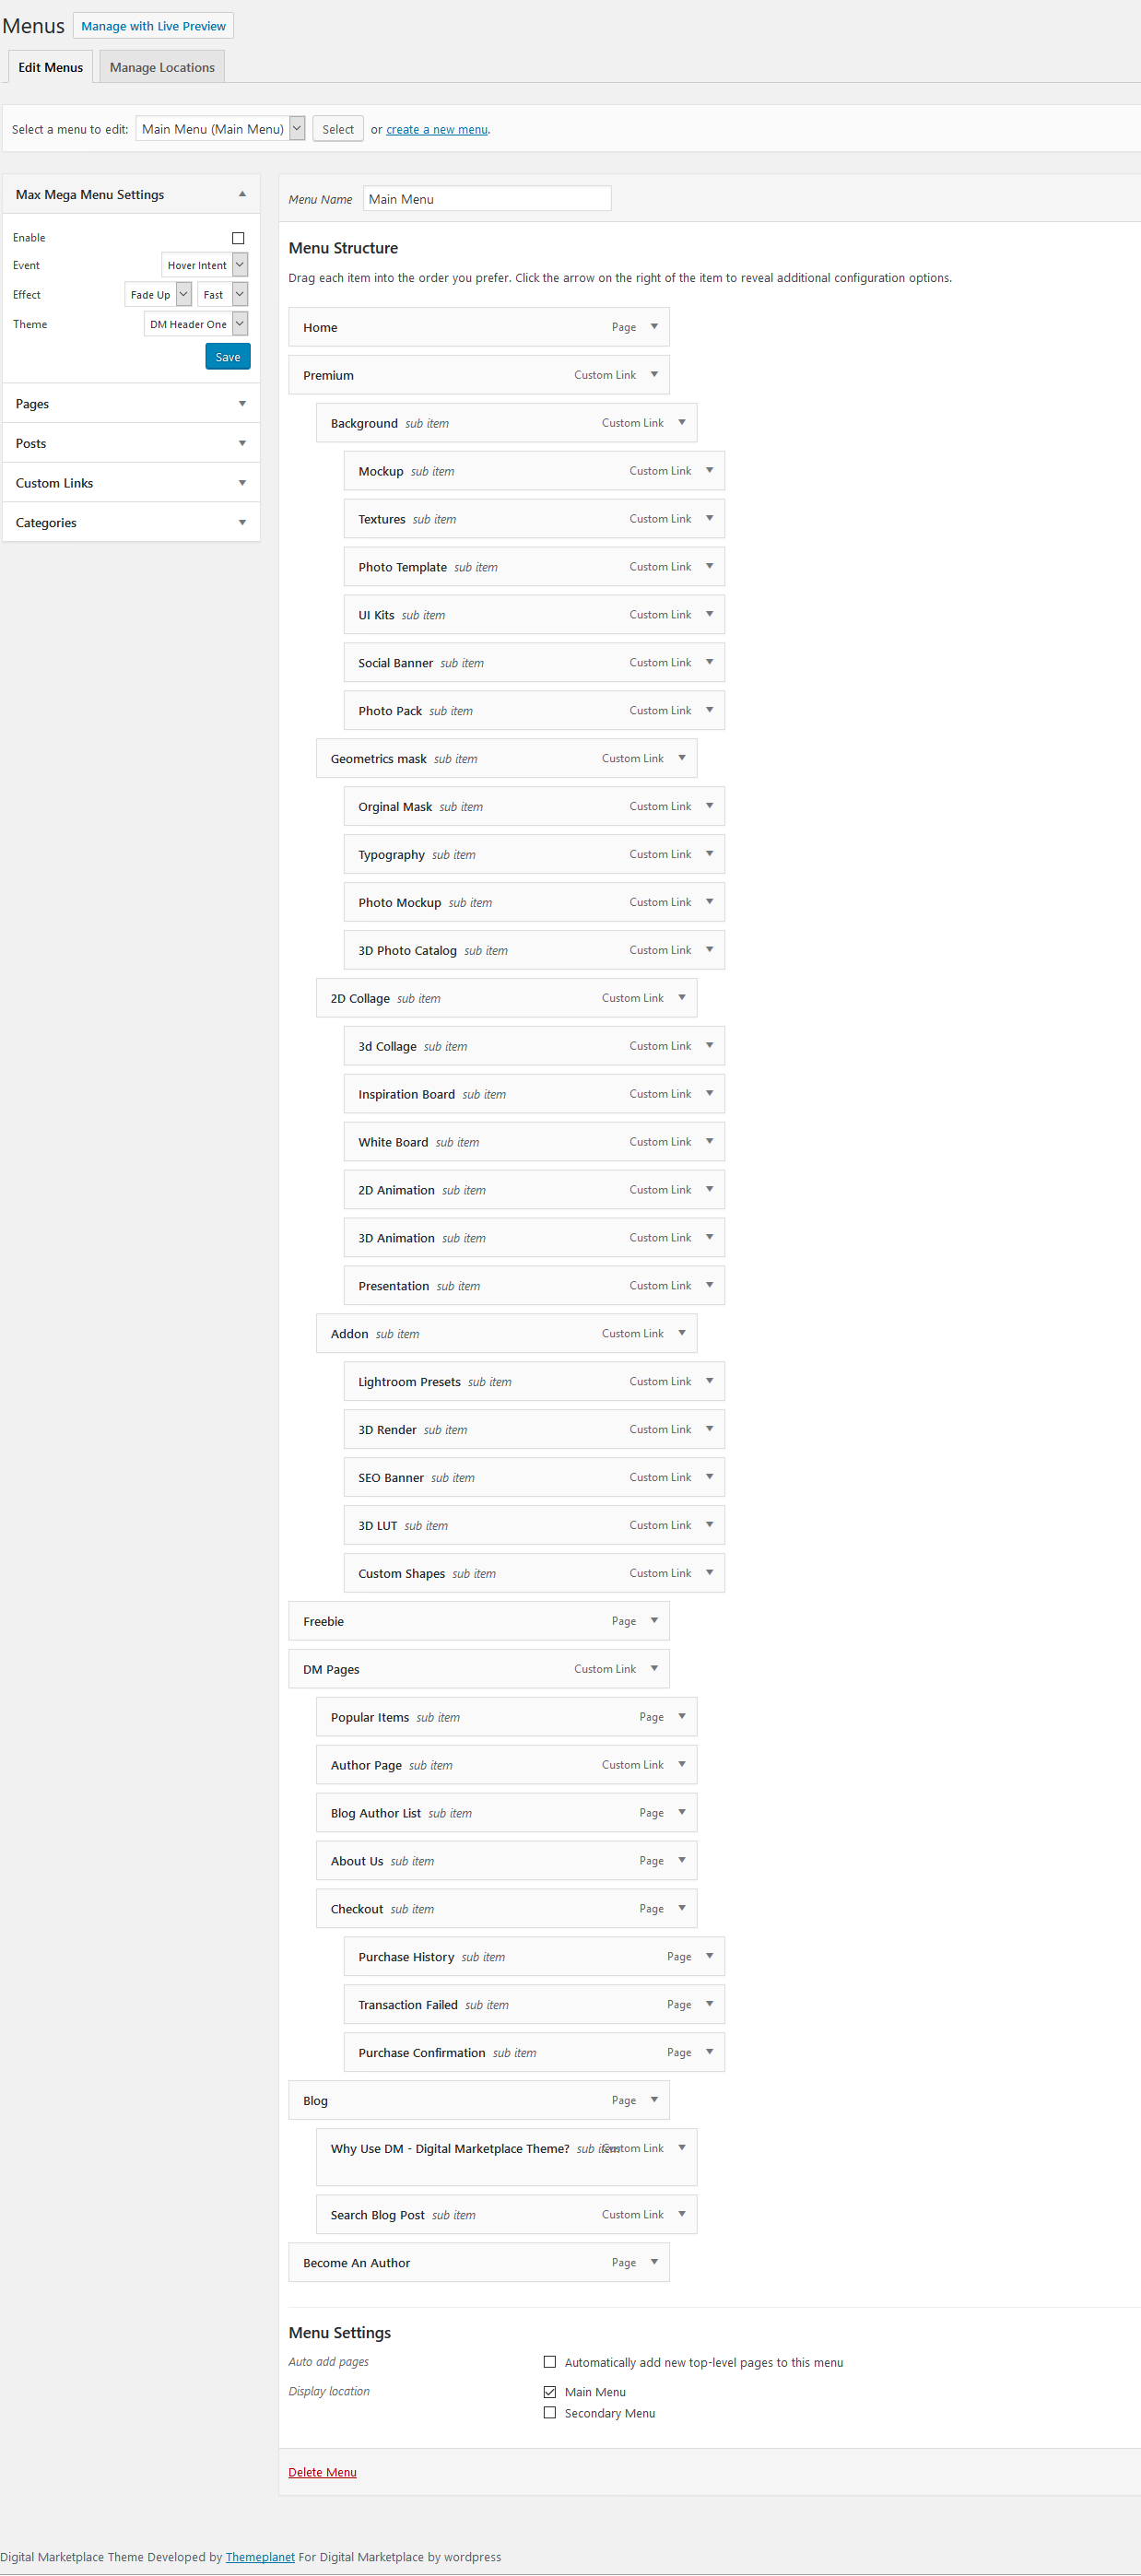 Menus Manage with Live Preview
Edit Menus Manage Locations
Select a menu to edit: Main Menu (Main Menu) Select or create a new menu.
Max Mega Menu Settings
Enable
Event Hover Intent
Effect Fade Up Fast
Theme DM Header One
Save
Pages
Posts
Custom Links
Categories
Menu Name Main Menu
Menu Structure
Drag each item into the order you prefer. Click the arrow on the right of the item to reveal additional configuration options.
Home Page
Premium Custom Link
Background sub item Custom Link
Mockup sub item Custom Link
Textures sub item Custom Link
Photo Template sub item Custom Link
UI Kits sub item Custom Link
Social Banner sub item Custom Link
Photo Pack sub item Custom Link
Geometrics mask sub item Custom Link
Orginal Mask sub item Custom Link
Typography sub item Custom Link
Photo Mockup sub item Custom Link
3D Photo Catalog sub item Custom Link
2D Collage sub item Custom Link
3d Collage sub item Custom Link
Inspiration Board sub item Custom Link
White Board sub item Custom Link
2D Animation sub item Custom Link
3D Animation sub item Custom Link
Presentation sub item Custom Link
Addon sub item Custom Link
Lightroom Presets sub item Custom Link
3D Render sub item Custom Link
SEO Banner sub item Custom Link
3D LUT sub item Custom Link
Custom Shapes sub item Custom Link
Freebie Page
DM Pages Custom Link
Popular Items sub item Page
Author Page sub item Custom Link
Blog Author List sub item Page
About Us sub item Page
Checkout sub item Page
Purchase History sub item Page
Transaction Failed sub item Page
Purchase Confirmation sub item Page
Blog Page
Why Use DM - Digital Marketplace Theme? sub item Custom Link
Search Blog Post sub item Custom Link
Become An Author Page
Menu Settings
Auto add pages Automatically add new top-level pages to this menu
Display location Main Menu
Secondary Menu
Delete Menu
Digital Marketplace Theme Developed by Themeplanet For Digital Marketplace by wordpress